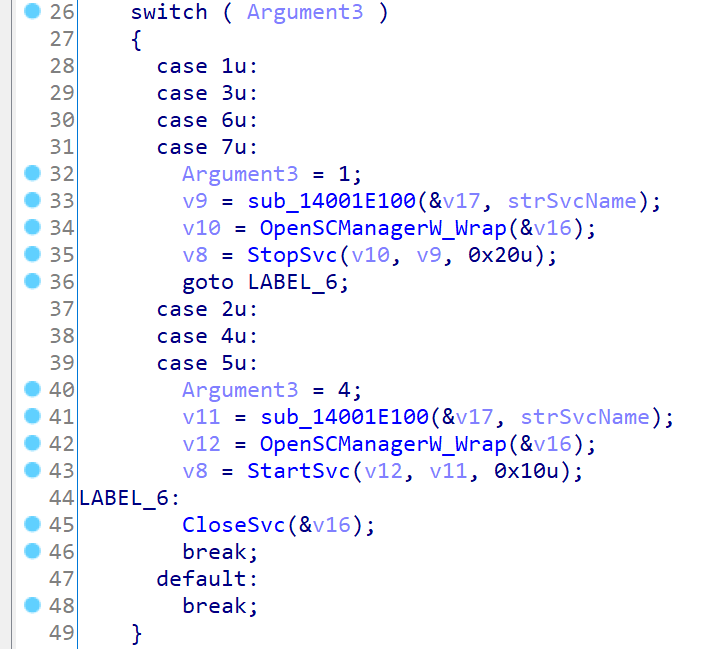 26 switch ( Argument3 )
27 {
28 case 1u:
29 case 3u:
30 case 6u:
31 case 7u:
32 Argument3 = 1;
33 v9 = sub_14001E100(&v17, strSvcName);
34 v10 = OpenSCManagerW_Wrap(&v16);
35 v8 = StopSvc(v10, v9, 0x20u);
36 goto LABEL_6;
37 case 2u:
38 case 4u:
39 case 5u:
40 Argument3 = 4;
41 v11 = sub_14001E100(&v17, strSvcName);
42 v12 = OpenSCManagerW_Wrap(&v16);
43 v8 = StartSvc(v12, v11, 0x10u);
44 LABEL_6:
45 CloseSvc(&v16);
46 break;
47 default:
48 break;
49 }